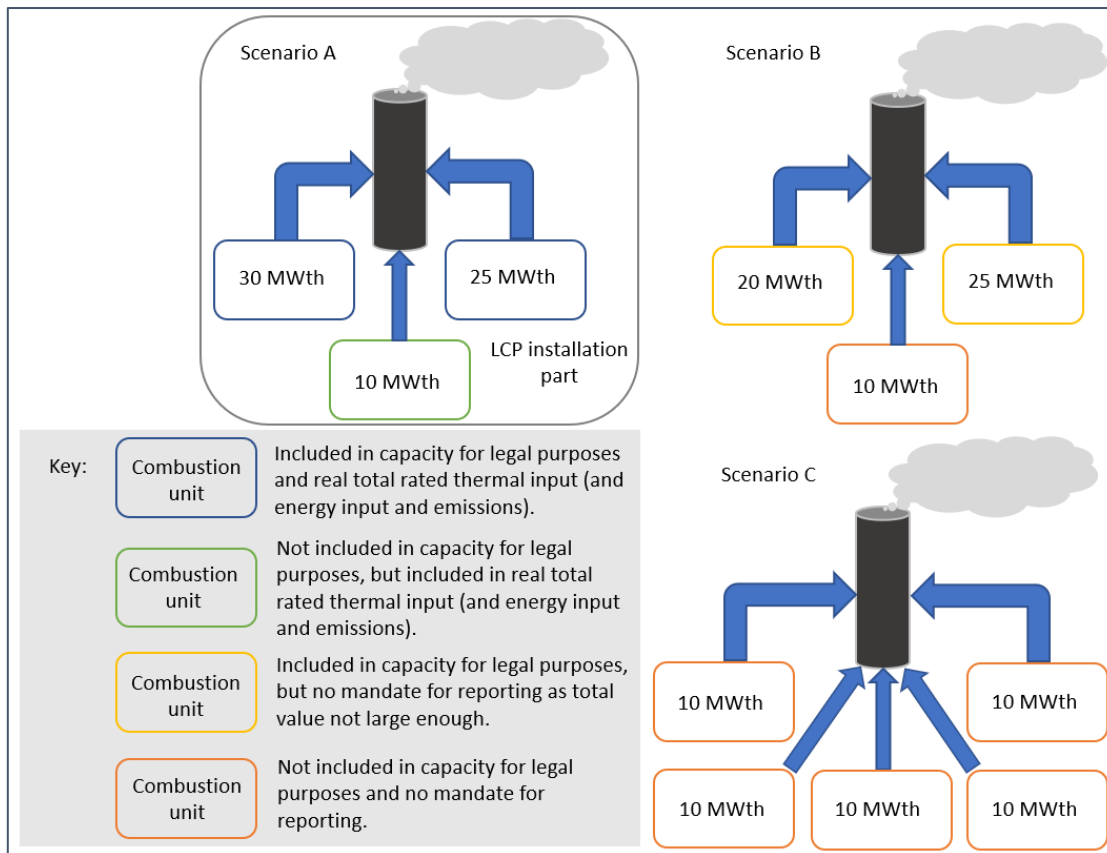 Scenario A
30 MWth
25 MWth
10 MWth
LCP installation
part
Scenario B
20 MWth
25 MWth
10 MWth
Key:
Combustion
unit
Included in capacity for legal purposes
and real total rated thermal input (and
energy input and emissions).
Combustion
unit
Not included in capacity for legal
purposes, but included in real total
rated thermal input (and energy input
and emissions).
Combustion
unit
Included in capacity for legal purposes,
but no mandate for reporting as total
value not large enough.
Combustion
unit
Not included in capacity for legal
purposes and no mandate for
reporting.
Scenario C
10 MWth
10 MWth
10 MWth
10 MWth
10 MWth